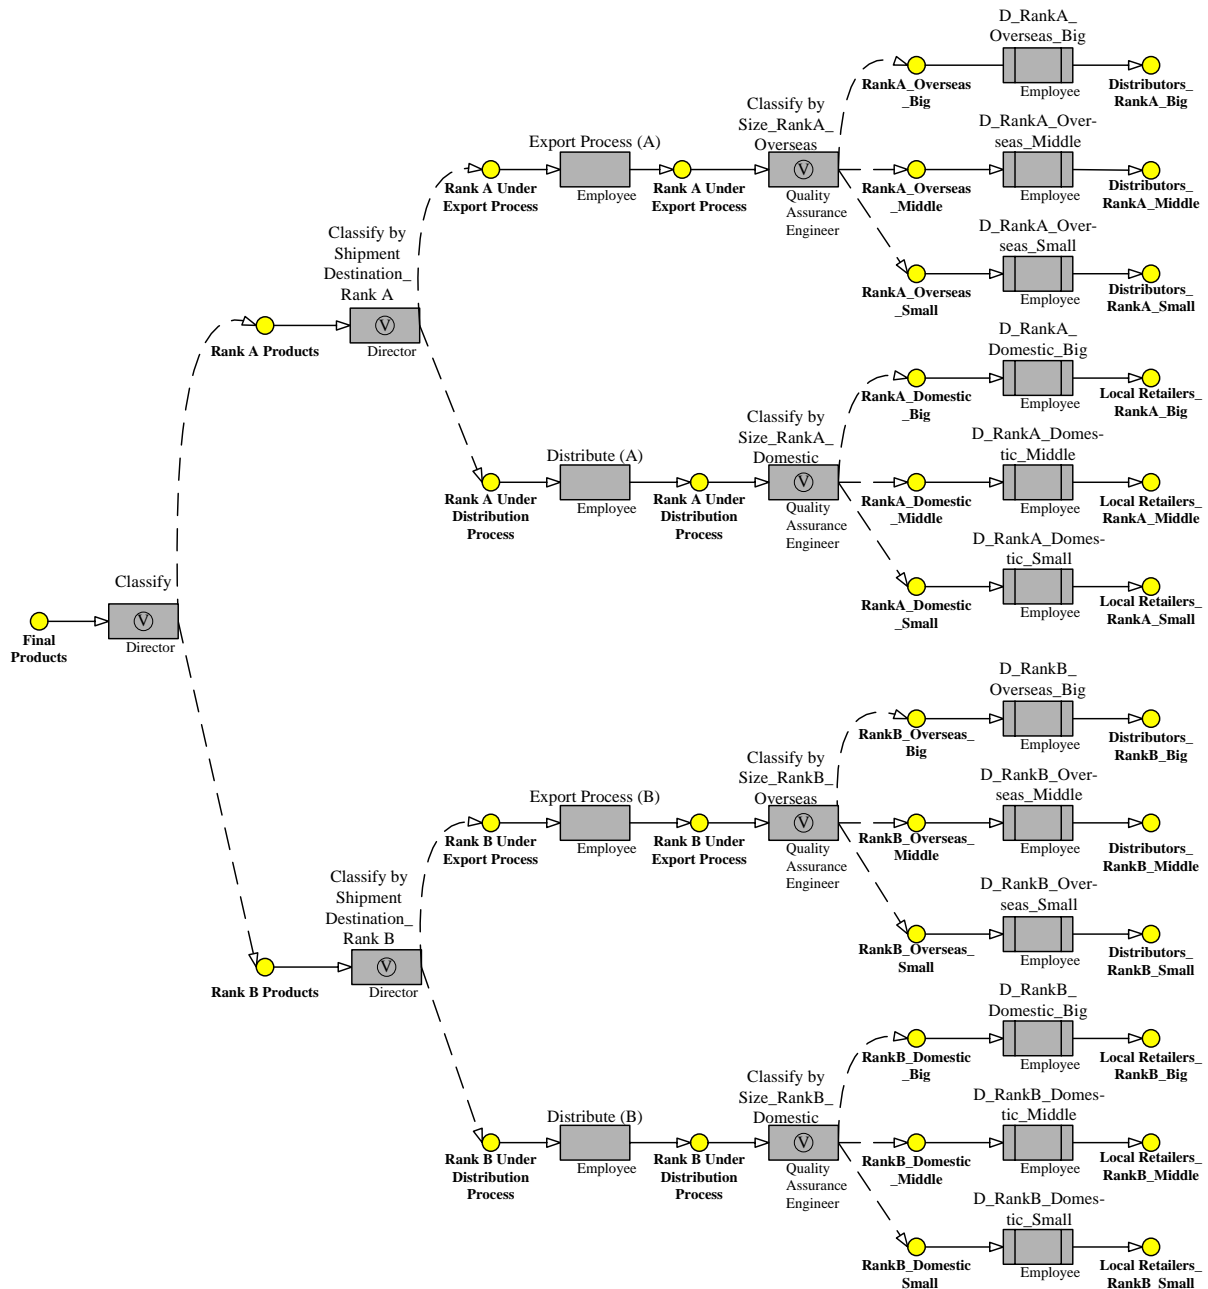 D_RankA_
Overseas_Big
RankA_Overseas
_Big
Employee
Distributors_
RankA_Big
Classify by
Size_RankA_
Overseas
V
Quality
Assurance
Engineer
Export Process (A)
Employee
Rank A Under
Export Process
Rank A Under
Export Process
D_RankA_Over-
seas_Middle
RankA_Overseas
_Middle
Employee
Distributors_
RankA_Middle
D_RankA_Over-
seas_Small
RankA_Overseas
_Small
Employee
Distributors_
RankA_Small
Classify by
Shipment
Destination_
Rank A
V
Director
Rank A Products
D_RankA_
Domestic_Big
RankA_Domestic
_Big
Employee
Local Retailers_
RankA_Big
Classify by
Size_RankA_
Domestic
V
Quality
Assurance
Engineer
Distribute (A)
Employee
Rank A Under
Distribution
Process
Rank A Under
Distribution
Process
D_RankA_Domes-
tic_Middle
RankA_Domestic
_Middle
Employee
Local Retailers_
RankA_Middle
D_RankA_Domes-
tic_Small
RankA_Domestic
_Small
Employee
Local Retailers_
RankA_Small
Classify
V
Director
Final
Products
D_RankB_
Overseas_Big
RankB_Overseas_
Big
Employee
Distributors_
RankB_Big
Classify by
Size_RankB_
Overseas
V
Quality
Assurance
Engineer
Export Process (B)
Employee
Rank B Under
Export Process
Rank B Under
Export Process
D_RankB_Over-
seas_Middle
RankB_Overseas_
Middle
Employee
Distributors_
RankB_Middle
D_RankB_Over-
seas_Small
RankB_Overseas_
Small
Employee
Distributors_
RankB_Small
Classify by
Shipment
Destination_
Rank B
V
Director
Rank B Products
D_RankB_
Domestic_Big
RankB_Domestic
_Big
Employee
Local Retailers_
RankB_Big
Classify by
Size_RankB_
Domestic
V
Quality
Assurance
Engineer
Distribute (B)
Employee
Rank B Under
Distribution
Process
Rank B Under
Distribution
Process
D_RankB_Domes-
tic_Middle
RankB_Domestic
_Middle
Employee
Local Retailers_
RankB_Middle
D_RankB_Domes-
tic_Small
RankB_Domestic
Small
Employee
Local Retailers_
RankB_Small